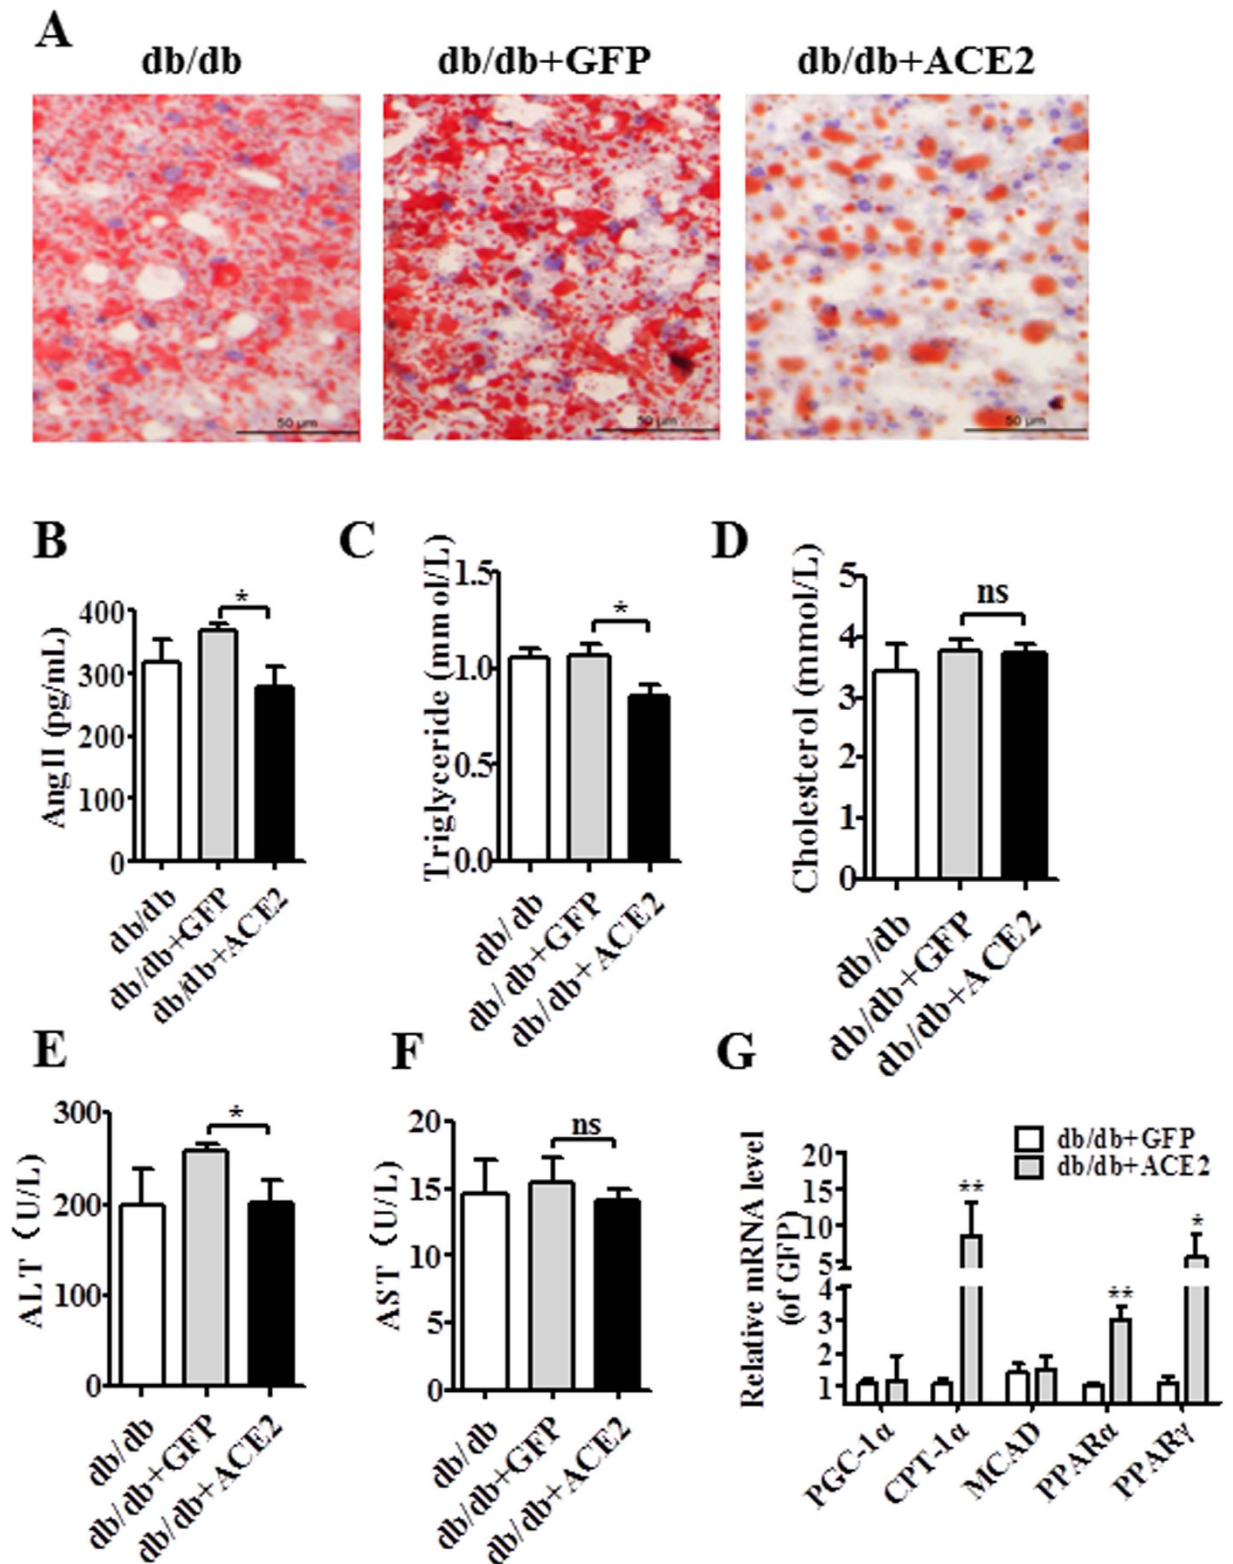 A
db/db
db/db+GFP
db/db+ACE2
50 μm
50 μm
50 μm
B
AngII (pg/mL)
400
300
200
100
0
*
db/db
db/db+GFP
db/db+ACE2
C
Triglyceride (mmol/L)
1.5
1.0
0.5
0.0
*
db/db
db/db+GFP
db/db+ACE2
D
Cholesterol (mmol/L)
5
4
3
2
1
0
ns
db/db
db/db+GFP
db/db+ACE2
E
ALT (U/L)
300
200
100
0
*
db/db
db/db+GFP
db/db+ACE2
F
AST (U/L)
20
15
10
5
0
ns
db/db
db/db+GFP
db/db+ACE2
G
Relative mRNA level
(of GFP)
20
15
10
5
4
3
2
1
db/db+GFP
db/db+ACE2
**
**
*
PGC-1α
CPT-1α
MCAD
PPARα
PPARγ